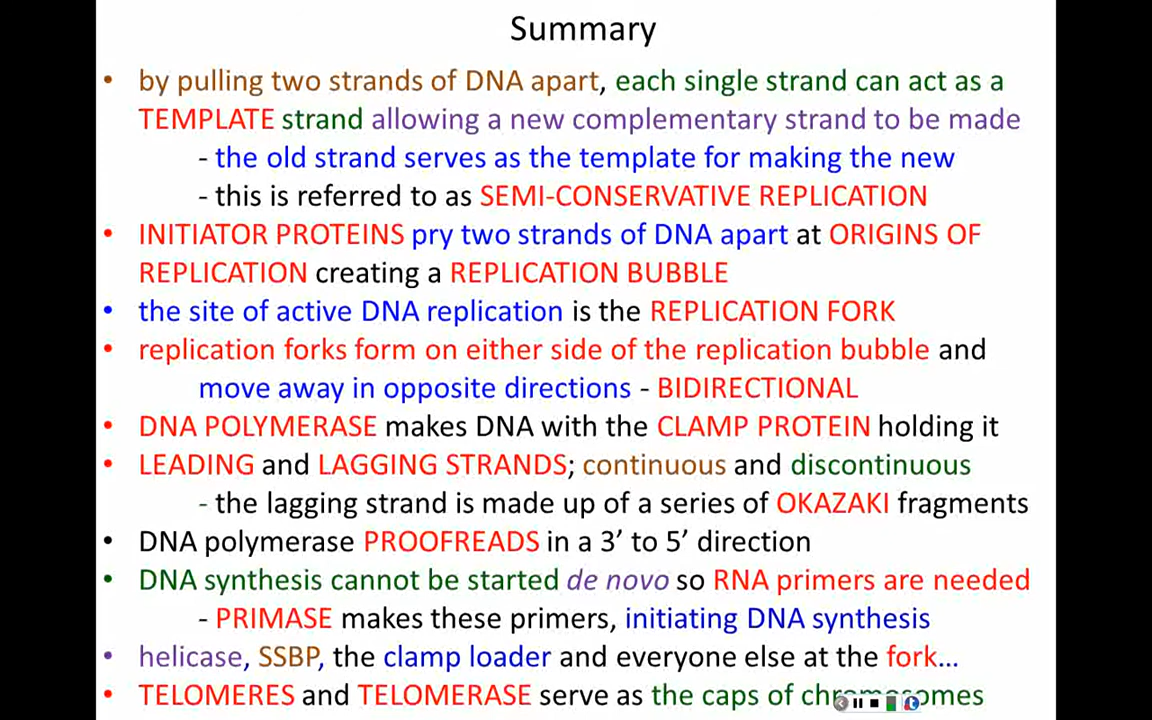 Summary
• by pulling two strands of DNA apart, each single strand can act as a
TEMPLATE strand allowing a new complementary strand to be made
- the old strand serves as the template for making the new
- this is referred to as SEMI-CONSERVATIVE REPLICATION
• INITIATOR PROTEINS pry two strands of DNA apart at ORIGINS OF
REPLICATION creating a REPLICATION BUBBLE
• the site of active DNA replication is the REPLICATION FORK
• replication forks form on either side of the replication bubble and
move away in opposite directions - BIDIRECTIONAL
• DNA POLYMERASE makes DNA with the CLAMP PROTEIN holding it
• LEADING and LAGGING STRANDS; continuous and discontinuous
- the lagging strand is made up of a series of OKAZAKI fragments
• DNA polymerase PROOFREADS in a 3’ to 5’ direction
• DNA synthesis cannot be started de novo so RNA primers are needed
- PRIMASE makes these primers, initiating DNA synthesis
• helicase, SSBP, the clamp loader and everyone else at the fork…
• TELOMERES and TELOMERASE serve as the caps of chromosomes